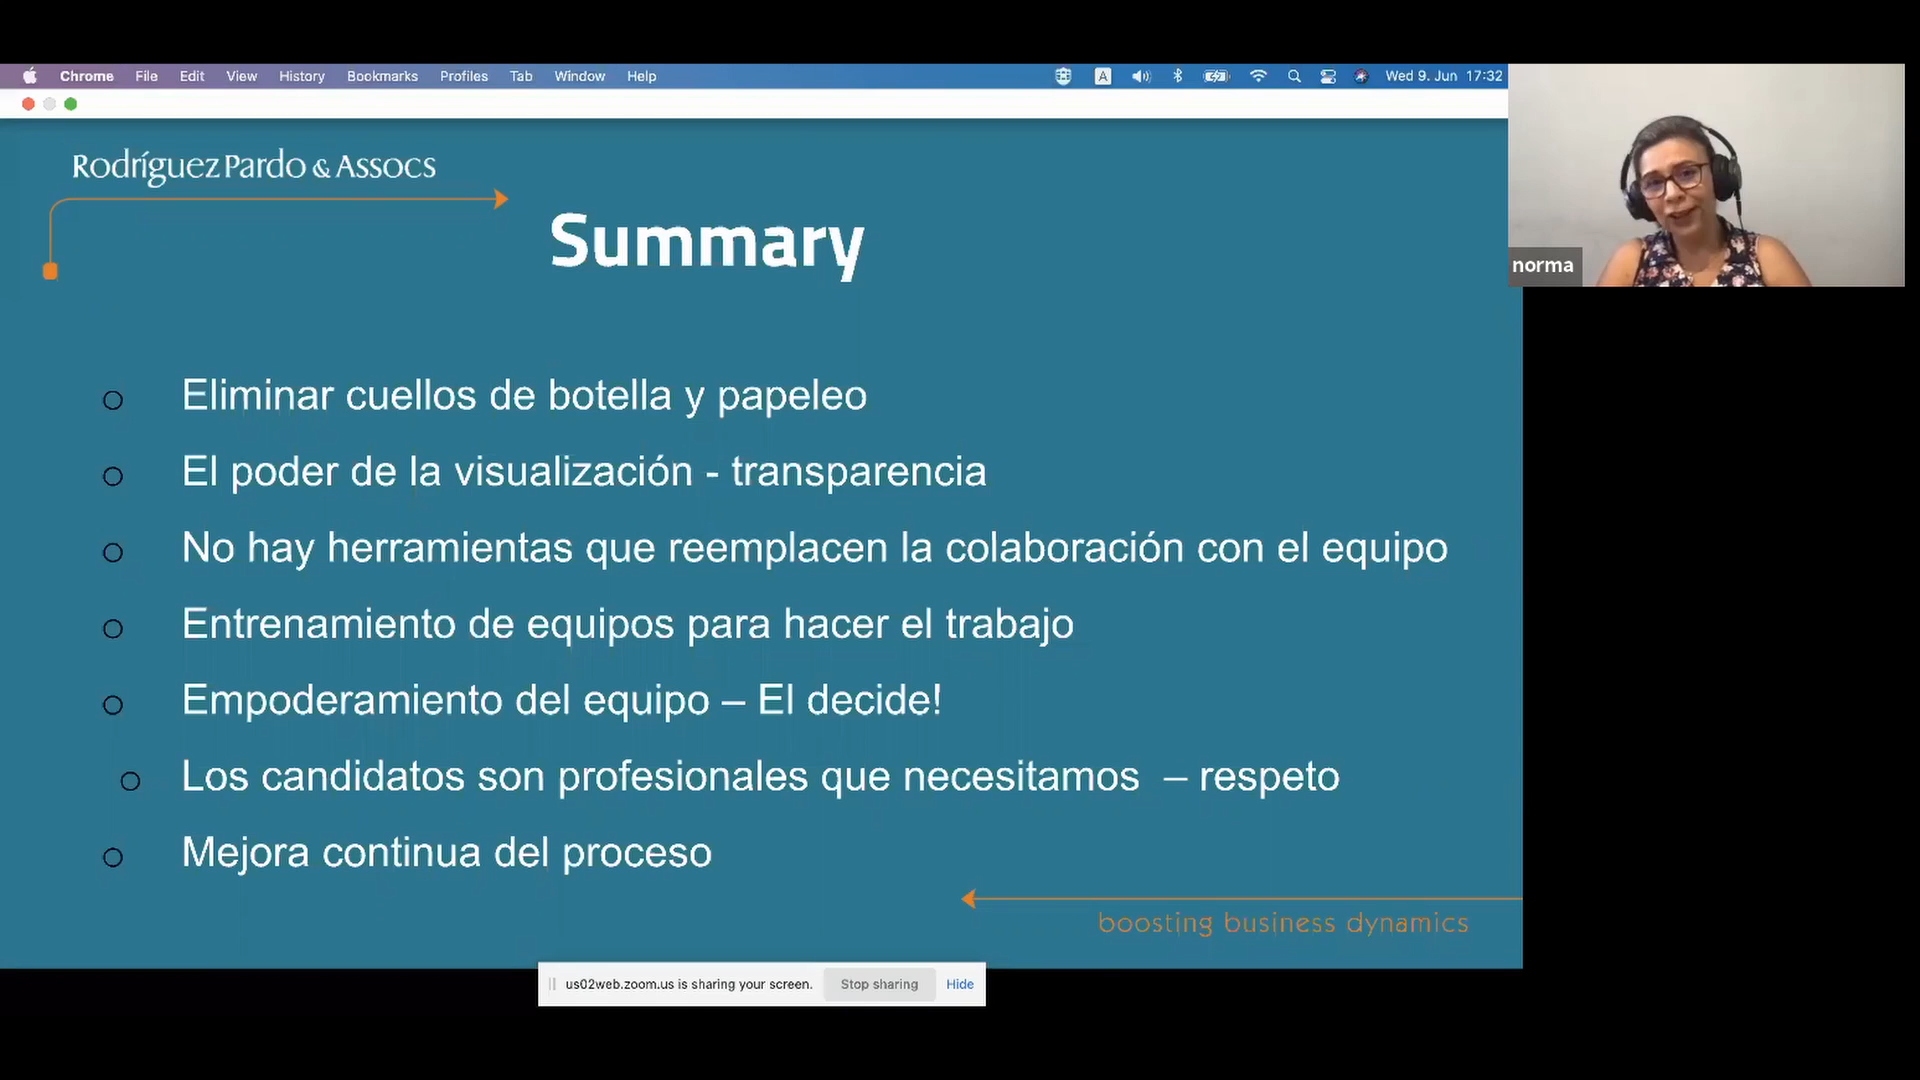 Chrome File Edit View History Bookmarks Profiles Tab Window Help A Wed 9. Jun 17:32
Rodríguez Pardo & Assocs
Summary
norma
Eliminar cuellos de botella y papeleo
El poder de la visualización - transparencia
No hay herramientas que reemplacen la colaboración con el equipo
Entrenamiento de equipos para hacer el trabajo
Empoderamiento del equipo – El decide!
Los candidatos son profesionales que necesitamos – respeto
Mejora continua del proceso
boosting business dynamics
us02web.zoom.us is sharing your screen. Stop sharing Hide